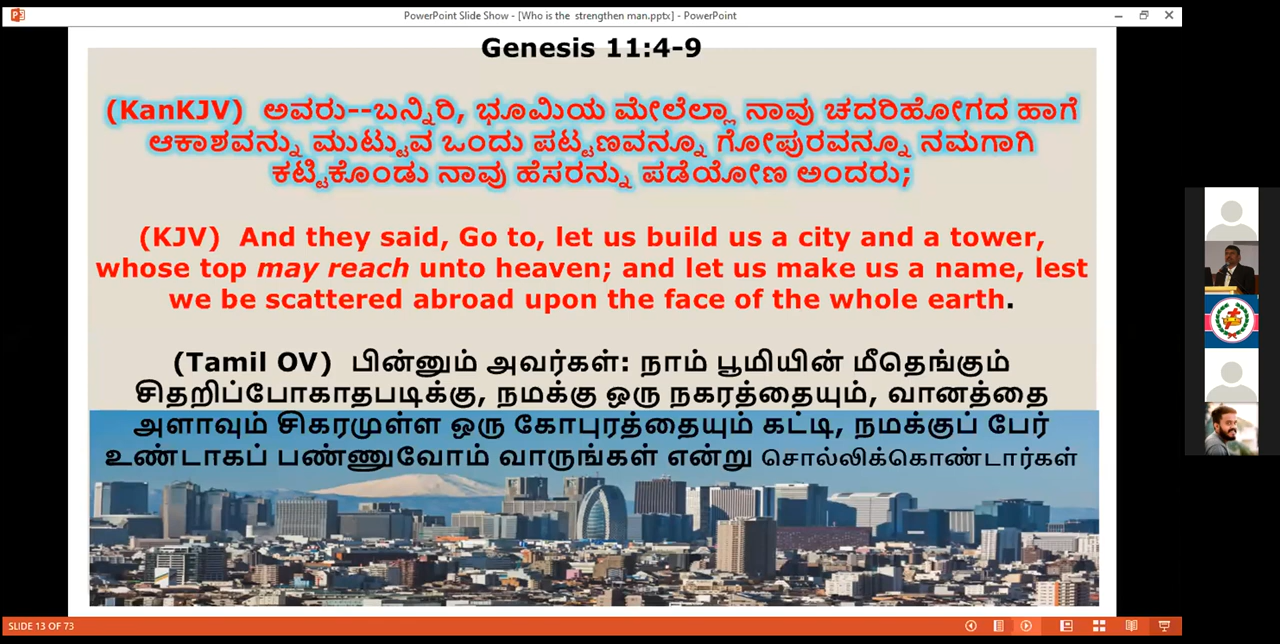 PowerPoint Slide Show - [Who is the  strengthen man.pptx] - PowerPoint
Genesis 11:4-9
(KanKJV)  ಅವರು--ಬನ್ನಿರಿ, ಭೂಮಿಯ ಮೇಲೆಲ್ಲಾ ನಾವು ಚದರಿಹೋಗದ ಹಾಗೆ
ಆಕಾಶವನ್ನು ಮುಟ್ಟುವ ಒಂದು ಪಟ್ಟಣವನ್ನೂ ಗೋಪುರವನ್ನೂ ನಮಗಾಗಿ
ಕಟ್ಟಿಕೊಂಡು ನಾವು ಹೆಸರನ್ನು ಪಡೆಯೋಣ ಅಂದರು;
(KJV)  And they said, Go to, let us build us a city and a tower,
whose top may reach unto heaven; and let us make us a name, lest
we be scattered abroad upon the face of the whole earth.
(Tamil OV)  பின்னும் அவர்கள்: நாம் பூமியின் மீதெங்கும்
சிதறிப்போகாதபடிக்கு, நமக்கு ஒரு நகரத்தையும், வானத்தை
அளாவும் சிகரமுள்ள ஒரு கோபுரத்தையும் கட்டி, நமக்குப் பேர்
உண்டாகப் பண்ணுவோம் வாருங்கள் என்று சொல்லிக்கொண்டார்கள்
SLIDE 13 OF 73